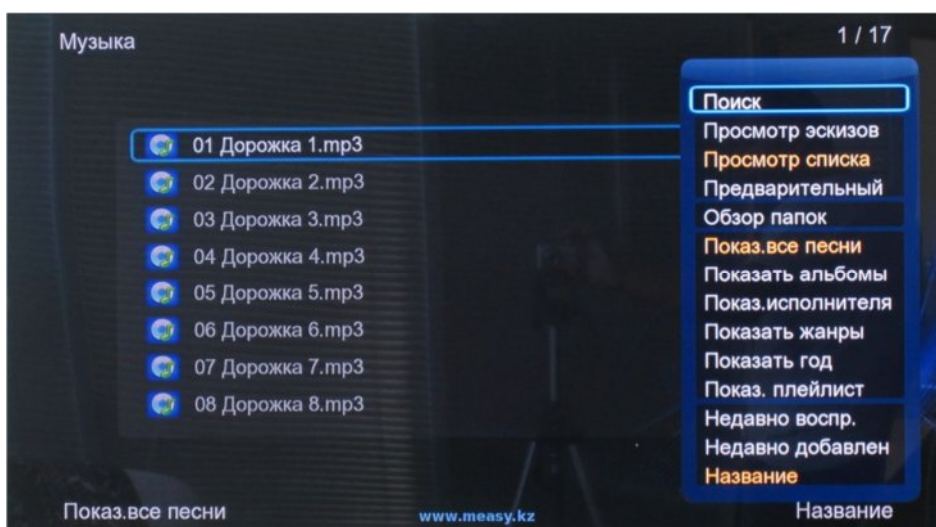 Музыка
1 / 17
01 Дорожка 1.mp3
02 Дорожка 2.mp3
03 Дорожка 3.mp3
04 Дорожка 4.mp3
05 Дорожка 5.mp3
06 Дорожка 6.mp3
07 Дорожка 7.mp3
08 Дорожка 8.mp3
Поиск
Просмотр эскизов
Просмотр списка
Предварительный
Обзор папок
Показ.все песни
Показать альбомы
Показ.исполнителя
Показать жанры
Показать год
Показ. плейлист
Недавно воспр.
Недавно добавлен
Название
Показ.все песни
www.measy.kz
Название